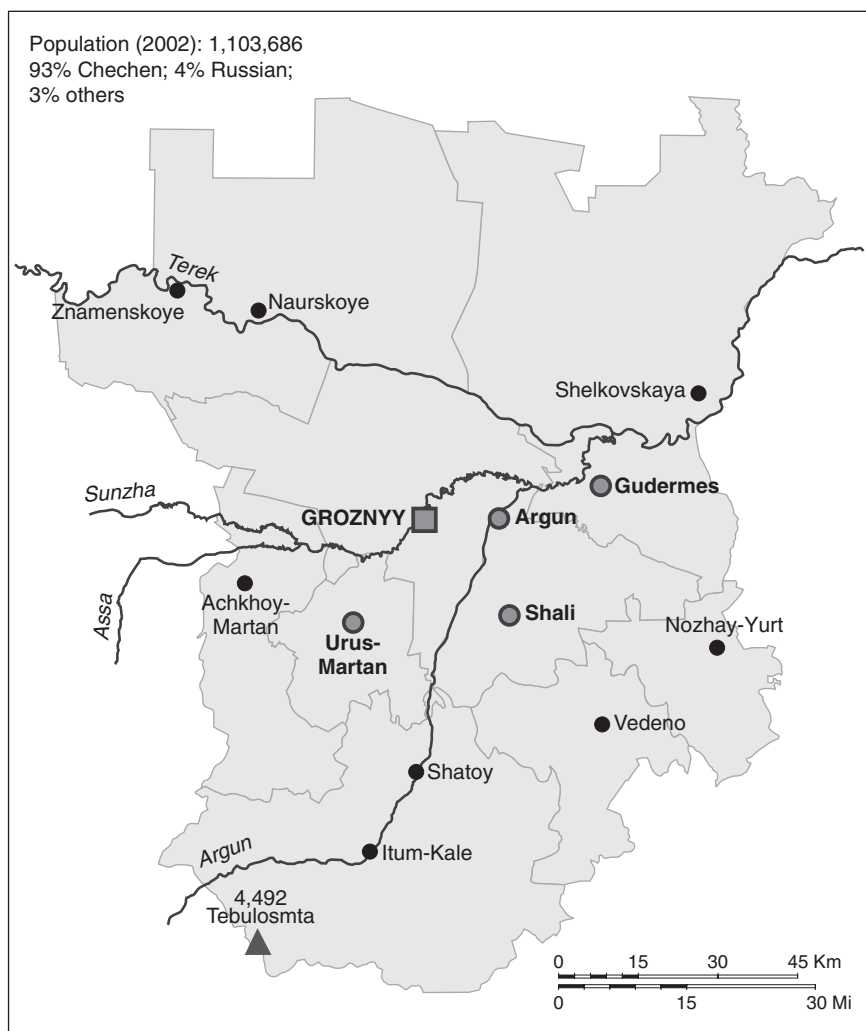 Population (2002): 1,103,686
93% Chechen; 4% Russian;
3% others
Terek
Znamenskoye
Naurskoye
Shelkovskaya
Sunzha
GROZNYY
Argun
Gudermes
Assa
Achkhoy-
Martan
Urus-
Martan
Shali
Nozhay-Yurt
Vedeno
Shatoy
Argun
Itum-Kale
4,492
Tebulosmta
0 15 30 45 Km
0 15 30 Mi